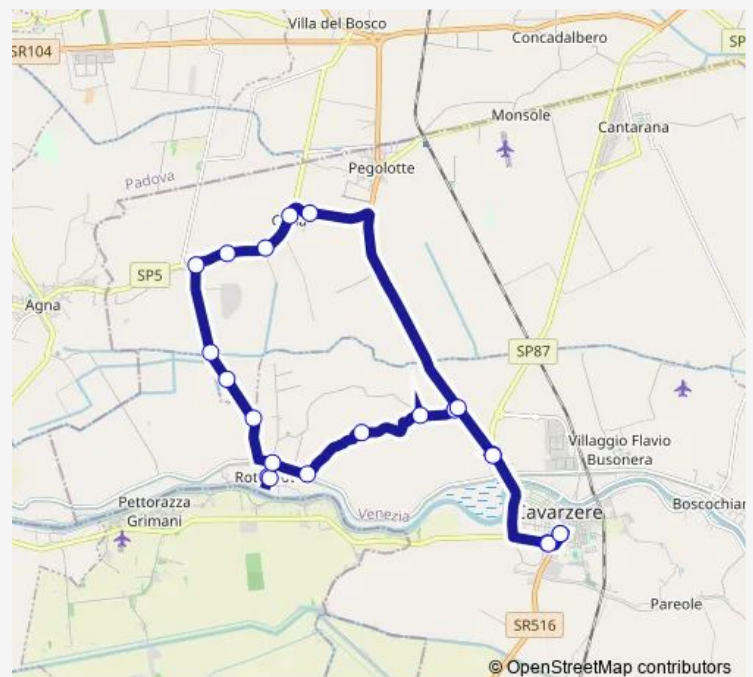 Villa del Bosco
Concadalbero
SR104
SP
Monsole
Cantarana
Pegolotte
Padova
SP5
Agna
SP87
Villaggio Flavio
Busonera
Pettorazza
Grimani
Venezia
Cavarzere
Boscochiar
Pareole
SR516
© OpenStreetMap contributors